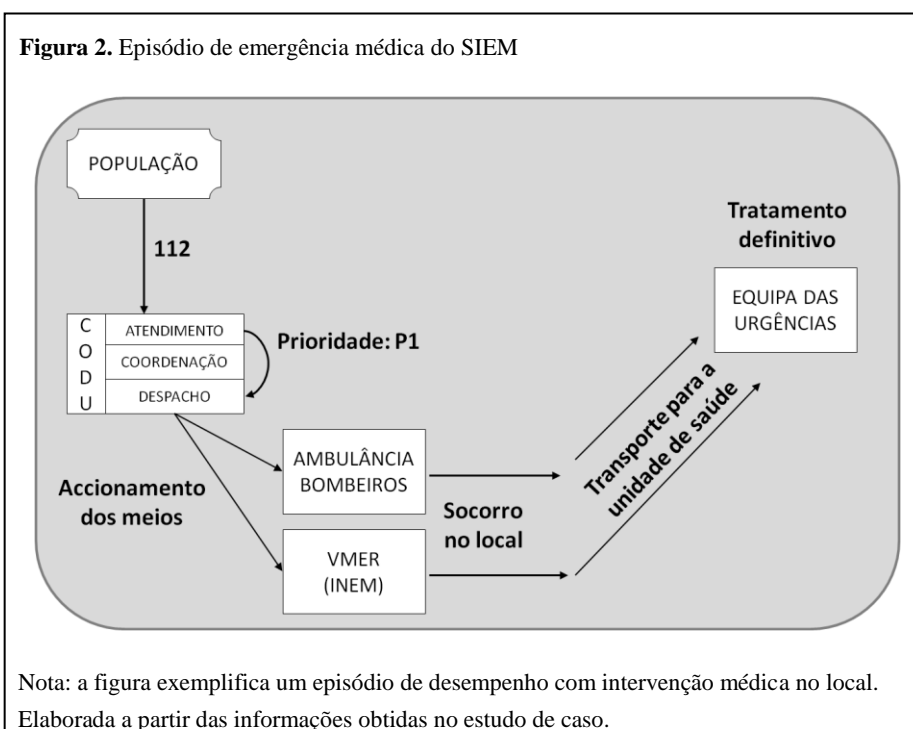 Figura 2. Episódio de emergência médica do SIEM
POPULAÇÃO
112
C
O
D
U
ATENDIMENTO
COORDENAÇÃO
DESPACHO
Prioridade: P1
Accionamento
dos meios
AMBULÂNCIA
BOMBEIROS
VMER
(INEM)
Socorro
no local
Transporte para a
unidade de saúde
Tratamento
definitivo
EQUIPA DAS
URGÊNCIAS
Nota: a figura exemplifica um episódio de desempenho com intervenção médica no local.
Elaborada a partir das informações obtidas no estudo de caso.